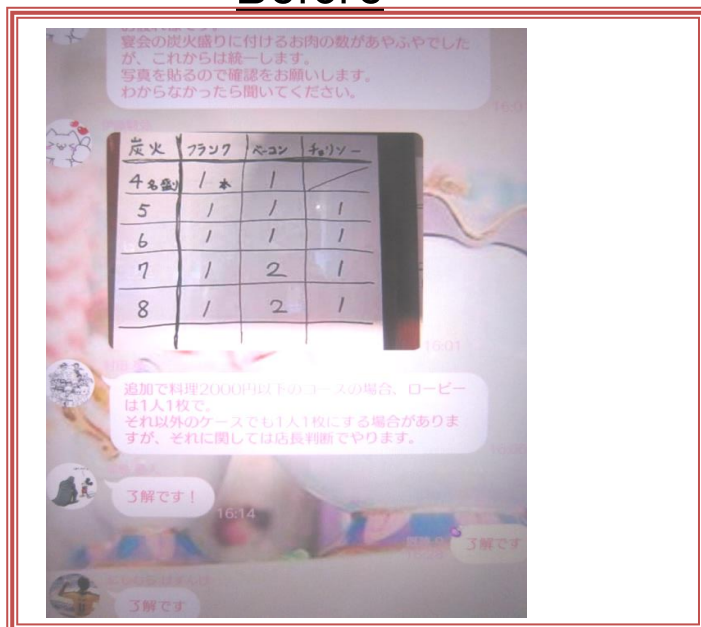 Before
宴会の炭火盛りに付けるお肉の数があやふやでした
が、これからは統一します。
写真を貼るので確認をお願いします。
わからなかったら聞いてください。
16:01
炭火 フランク ベーコン チョリソー
4名盛り 1本 1
5 1 1 1
6 1 1 1
7 1 2 1
8 1 2 1
16:01
追加で料理2000円以下のコースの場合、ロービー
は1人1枚で。
それ以外のケースでも1人1枚にする場合がありま
すが、それに関しては店長判断でやります。
了解です！
16:14
了解です
了解です